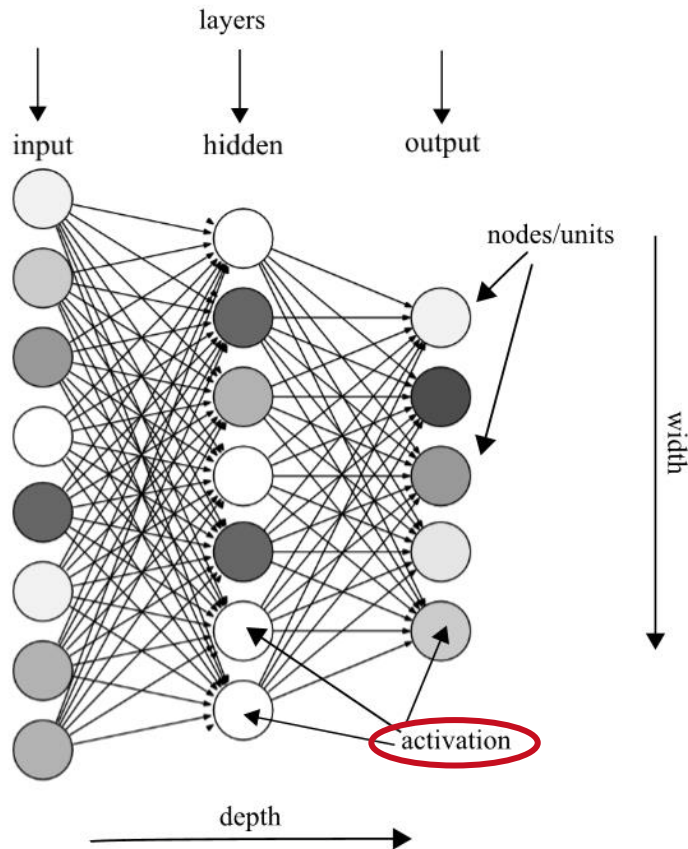 layers
input
hidden
output
nodes/units
width
activation
depth